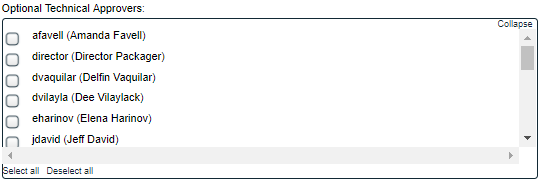 Optional Technical Approvers:
Collapse
afavell (Amanda Favell)
director (Director Packager)
dvaquilar (Delfin Vaquilar)
dvilayla (Dee Vilaylack)
eharinov (Elena Harinov)
jdavid (Jeff David)
Select all Deselect all